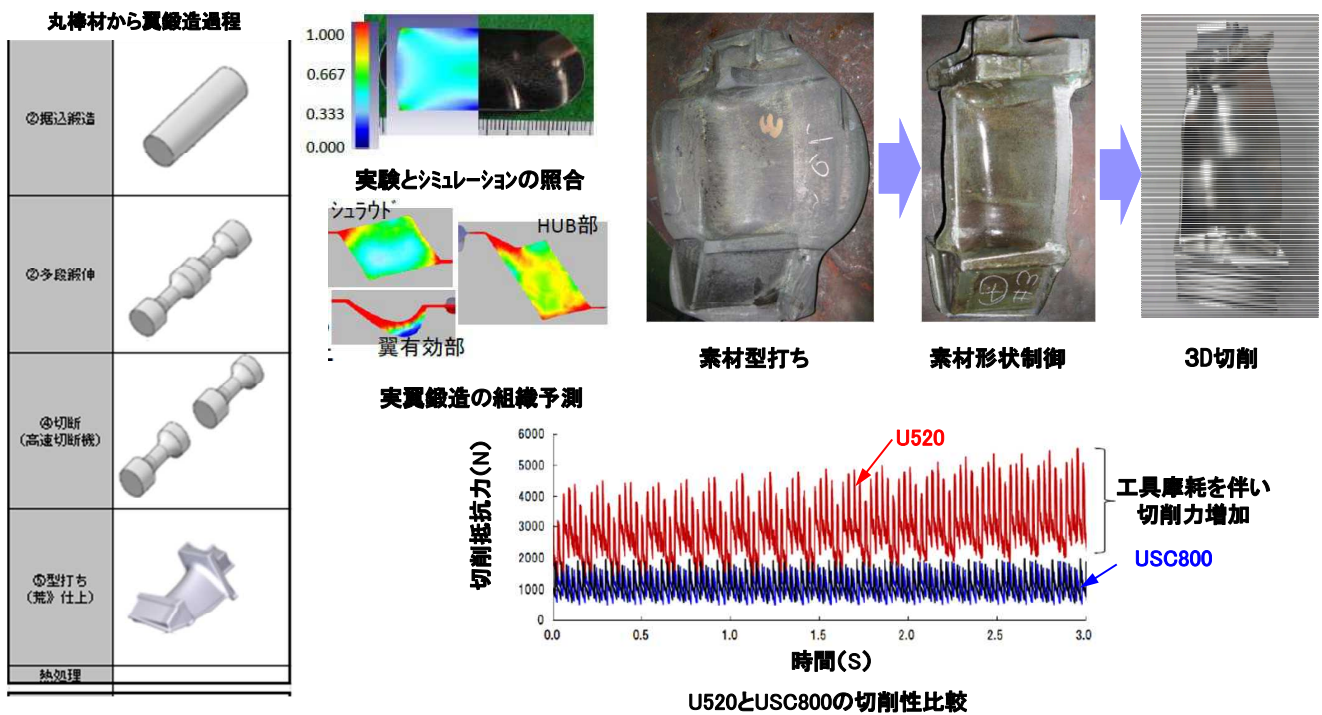 丸棒材から翼鍛造過程
②据込鍛造
②多段鍛伸
④切断
(高速切断機)
⑤型打ち
(荒》仕上)
熱処理
1.000
0.667
0.333
0.000
実験とシミュレーションの照合
シュラウド
HUB部
翼有効部
実翼鍛造の組織予測
素材型打ち
素材形状制御
3D切削
切削抵抗力(N)
6000
5000
4000
3000
2000
1000
0
0.0
0.5
1.0
1.5
2.0
2.5
3.0
時間(S)
U520
工具摩耗を伴い
切削力増加
USC800
U520とUSC800の切削性比較